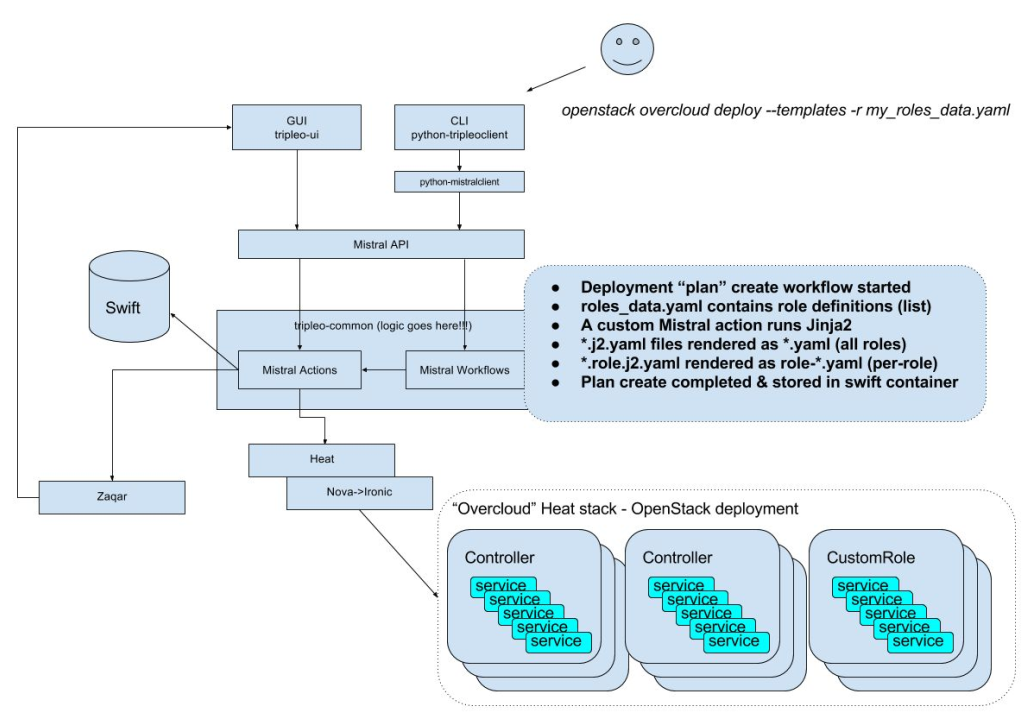 openstack overcloud deploy --templates -r my_roles_data.yaml
GUI
tripleo-ui
CLI
python-tripleoclient
python-mistralclient
Mistral API
Swift
tripleo-common (logic goes here!!!)
Mistral Actions
Mistral Workflows
● Deployment “plan” create workflow started
● roles_data.yaml contains role definitions (list)
● A custom Mistral action runs Jinja2
● *.j2.yaml files rendered as *.yaml (all roles)
● *.role.j2.yaml rendered as role-*.yaml (per-role)
● Plan create completed & stored in swift container
Heat
Nova->Ironic
Zaqar
“Overcloud” Heat stack - OpenStack deployment
Controller
service
service
service
service
service
Controller
service
service
service
service
service
CustomRole
service
service
service
service
service